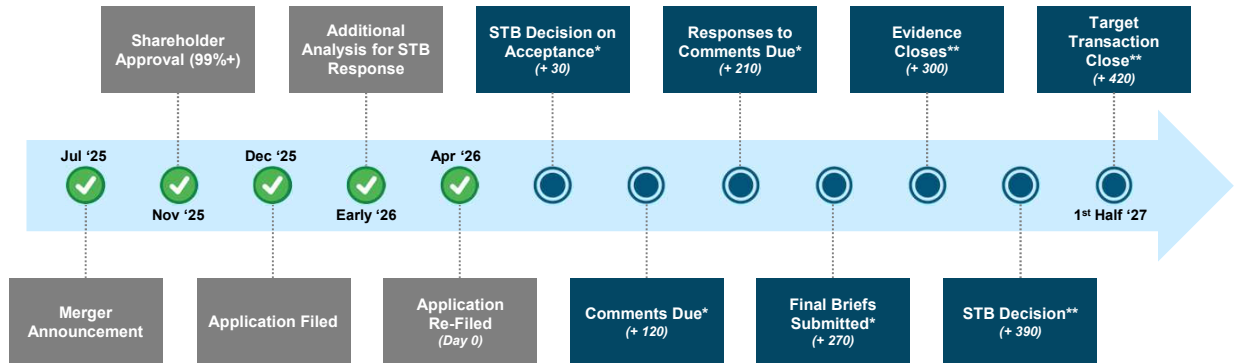 Shareholder
Approval (99%+)
Additional
Analysis for STB
Response
STB Decision on
Acceptance*
(+ 30)
Responses to
Comments Due*
(+ 210)
Evidence
Closes**
(+ 300)
Target
Transaction
Close**
(+ 420)
Jul ‘25
Dec ‘25
Apr ‘26
Nov ‘25
Early ‘26
1st Half ‘27
Merger
Announcement
Application Filed
Application
Re-Filed
(Day 0)
Comments Due*
(+ 120)
Final Briefs
Submitted*
(+ 270)
STB Decision**
(+ 390)